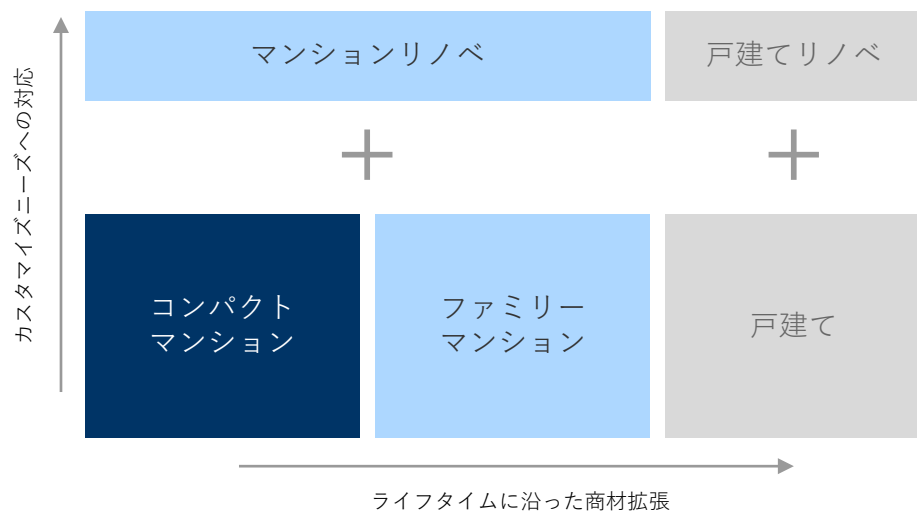 マンションリノベ
戸建てリノベ
カスタマイズニーズへの対応
コンパクト
マンション
ファミリー
マンション
戸建て
ライフタイムに沿った商材拡張